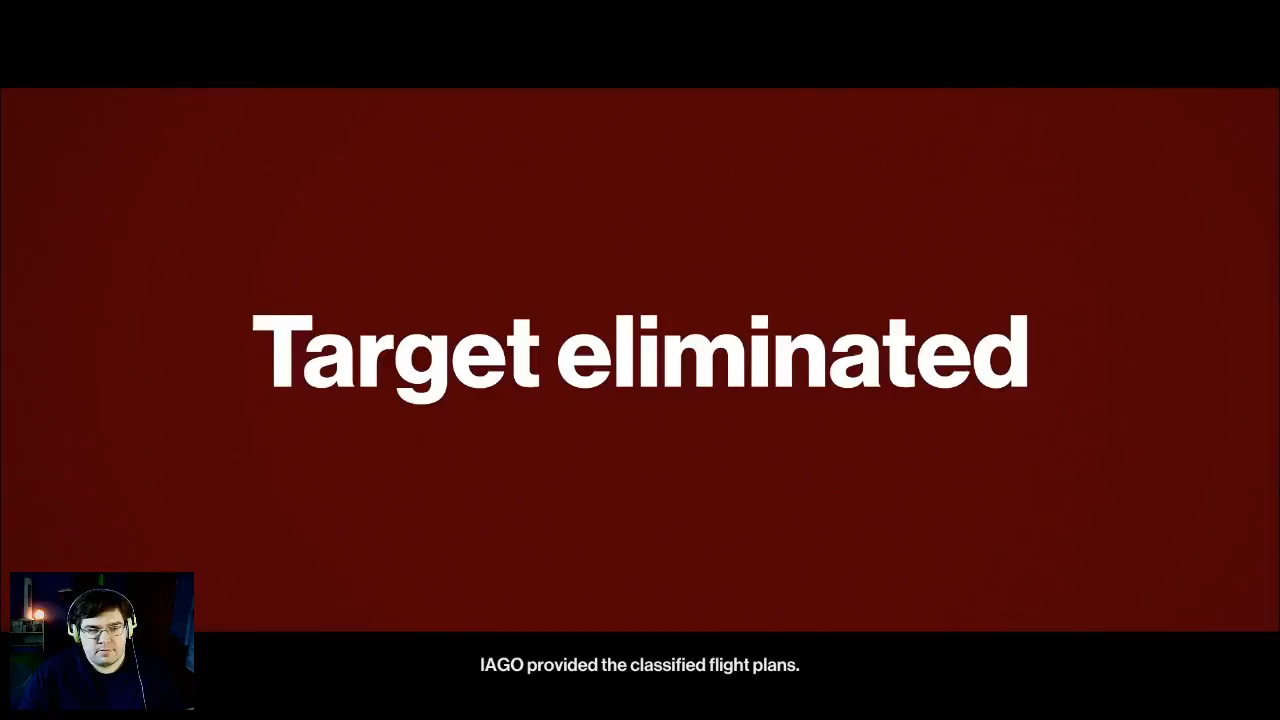 Target eliminated
IAGO provided the classified flight plans.